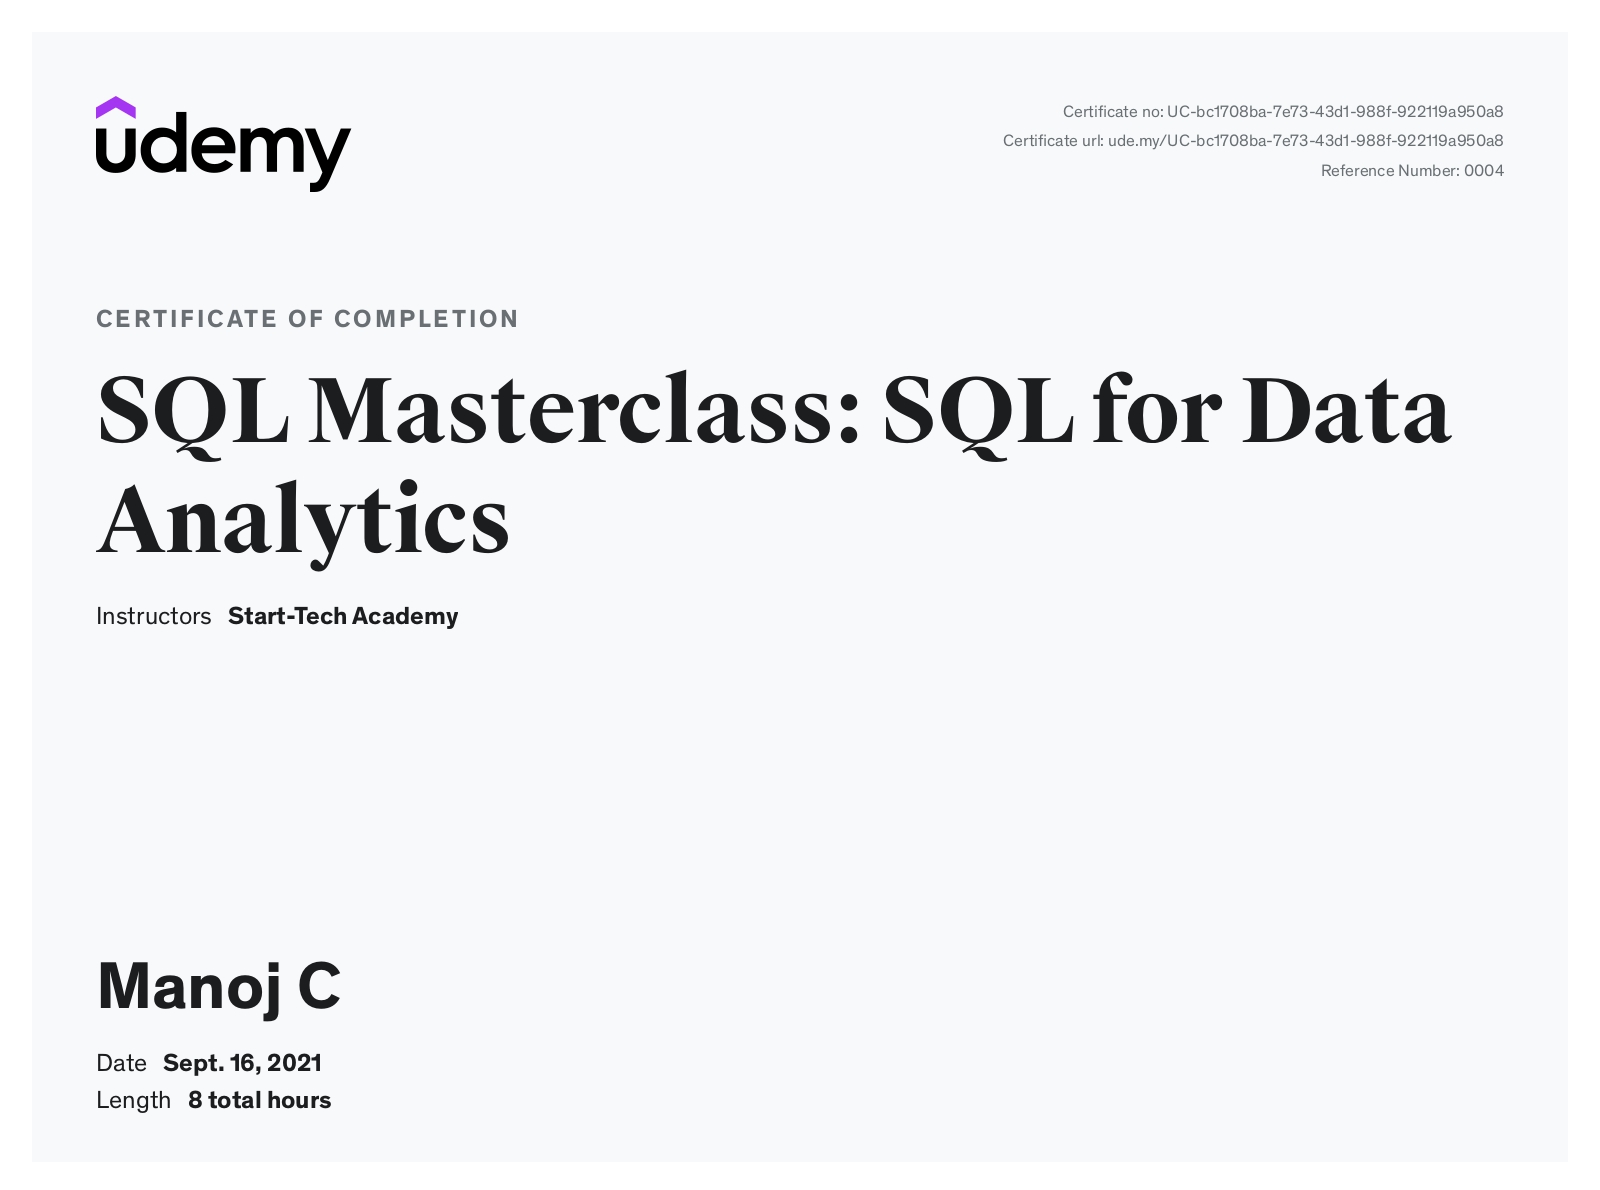 udemy
Certificate no: UC-bc1708ba-7e73-43d1-988f-922119a950a8
Certificate url: ude.my/UC-bc1708ba-7e73-43d1-988f-922119a950a8
Reference Number: 0004
CERTIFICATE OF COMPLETION
SQL Masterclass: SQL for Data
Analytics
Instructors Start-Tech Academy
Manoj C
Date Sept. 16, 2021
Length 8 total hours